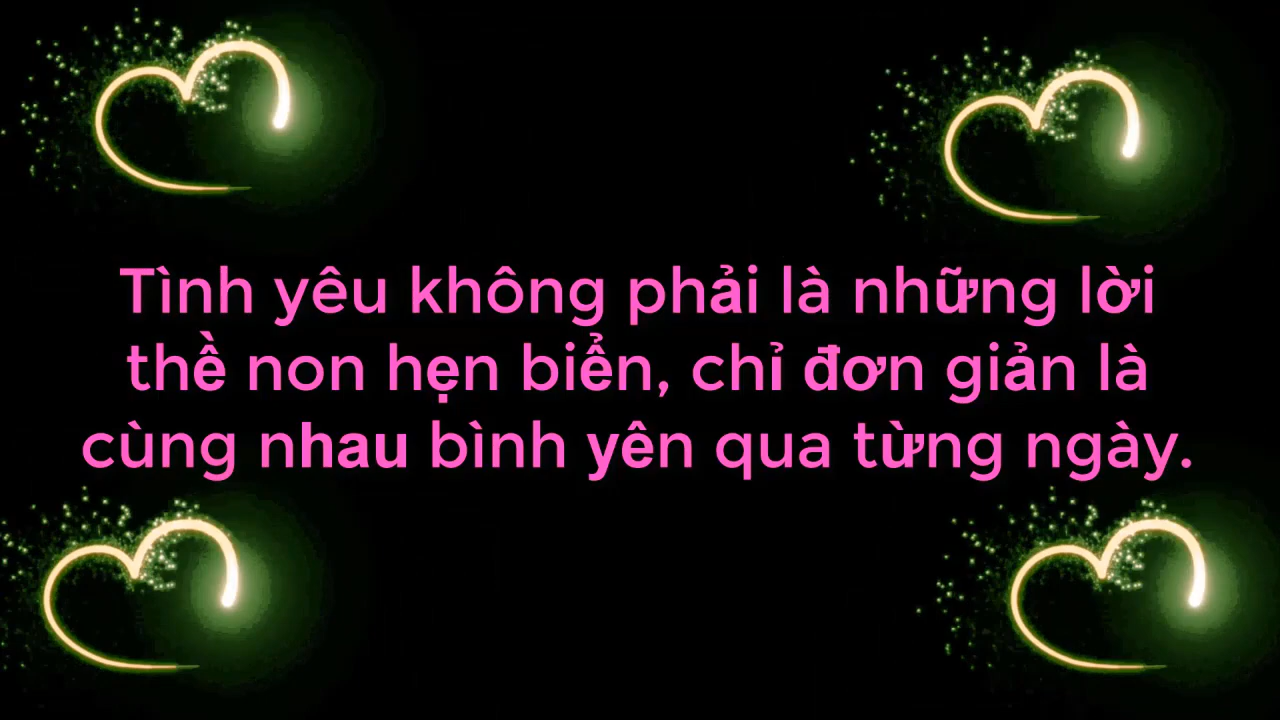 Tình yêu không phải là những lời
thề non hẹn biển, chỉ đơn giản là
cùng nhau bình yên qua từng ngày.